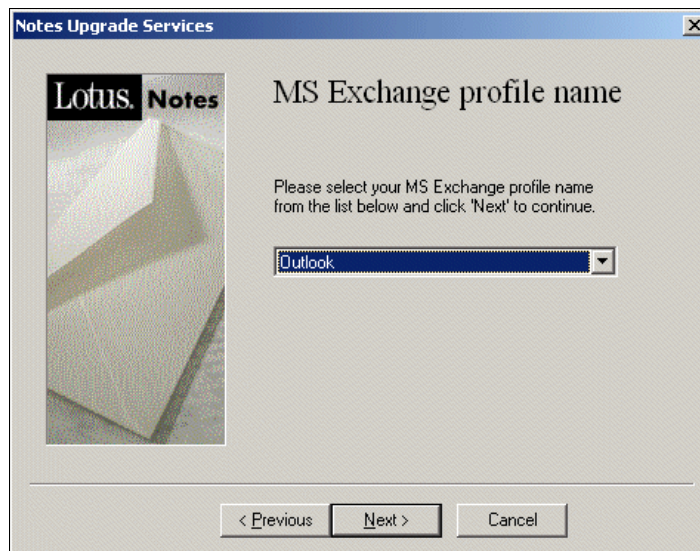 Notes Upgrade Services
Lotus. Notes
MS Exchange profile name
Please select your MS Exchange profile name
from the list below and click 'Next' to continue.
Outlook
< Previous Next > Cancel